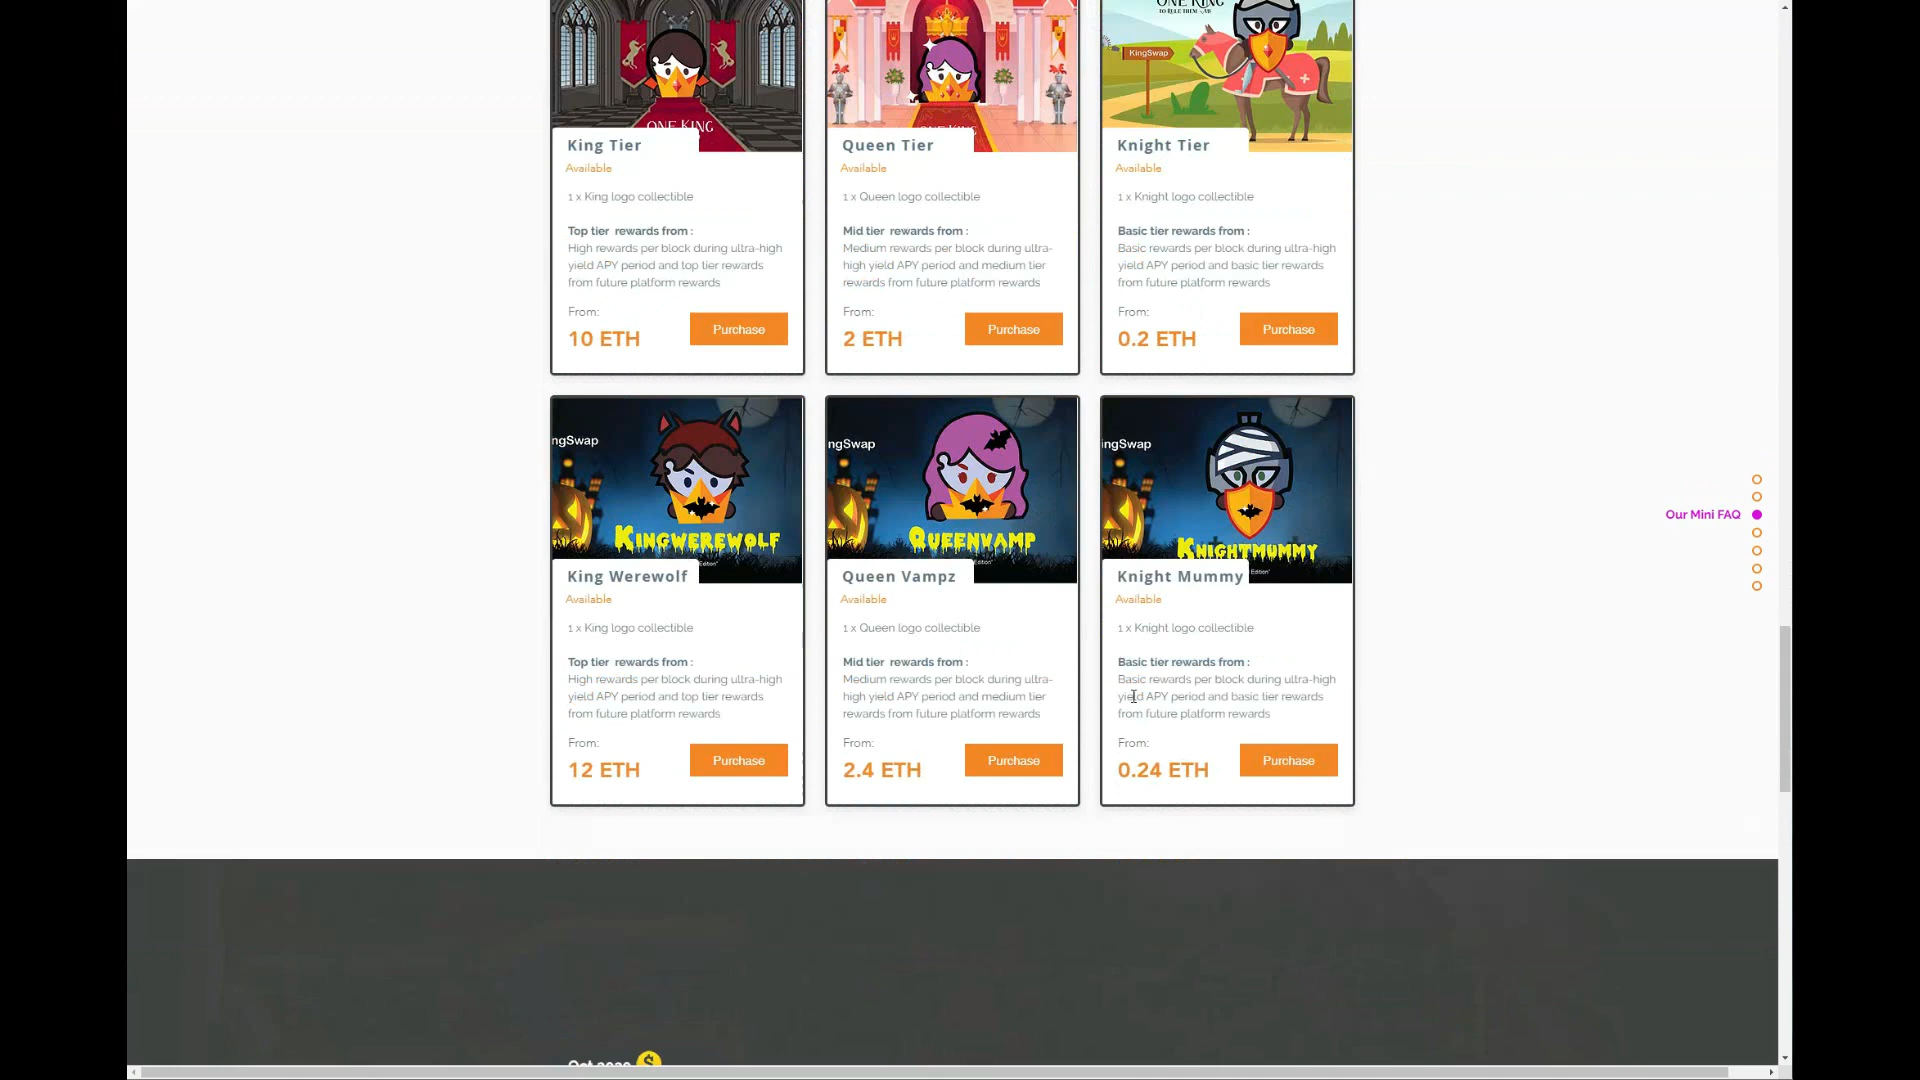 ONE KING
TO RULE THEM
KingSwap
ONE KING
King Tier
Queen Tier
Knight Tier
Available
Available
Available
1 x King logo collectible
1 x Queen logo collectible
1 x Knight logo collectible
Top tier rewards from :
Mid tier rewards from :
Basic tier rewards from :
High rewards per block during ultra-high
yield APY period and top tier rewards
from future platform rewards
Medium rewards per block during ultra-
high yield APY period and medium tier
rewards from future platform rewards
Basic rewards per block during ultra-high
yield APY period and basic tier rewards
from future platform rewards
From:
10 ETH
Purchase
From:
2 ETH
Purchase
From:
0.2 ETH
Purchase
ngSwap
KINGWEREWOLF
Edition"
ngSwap
QUEENVAMP
Edition"
ingSwap
KNIGHTMUMMY
Edition"
Our Mini FAQ
King Werewolf
Queen Vampz
Knight Mummy
Available
Available
Available
1 x King logo collectible
1 x Queen logo collectible
1 x Knight logo collectible
Top tier rewards from :
Mid tier rewards from :
Basic tier rewards from :
High rewards per block during ultra-high
yield APY period and top tier rewards
from future platform rewards
Medium rewards per block during ultra-
high yield APY period and medium tier
rewards from future platform rewards
Basic rewards per block during ultra-high
yield APY period and basic tier rewards
from future platform rewards
From:
12 ETH
Purchase
From:
2.4 ETH
Purchase
From:
0.24 ETH
Purchase